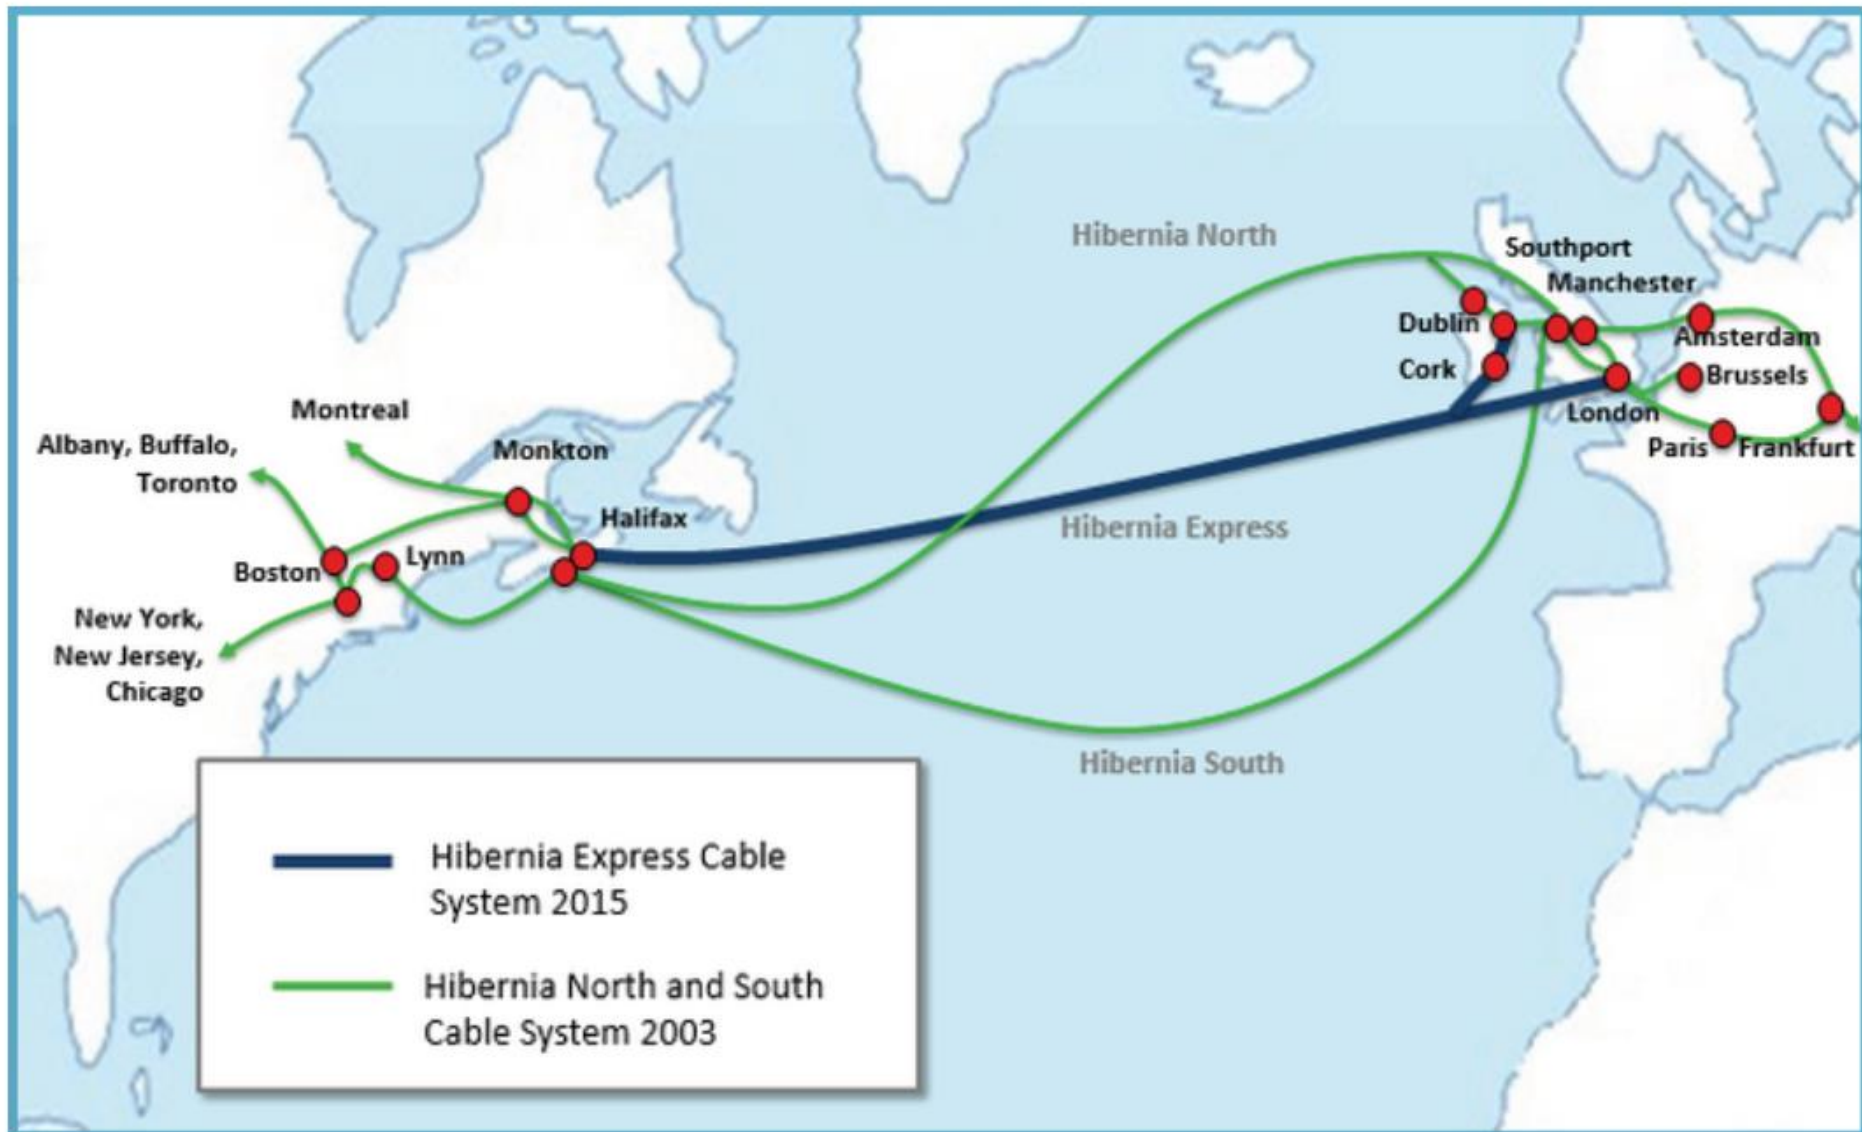 Hibernia North
Southport
Manchester
Dublin
Amsterdam
Cork
Brussels
London
Paris
Frankfurt
Montreal
Albany, Buffalo,
Toronto
Monkton
Halifax
Hibernia Express
Lynn
Boston
New York,
New Jersey,
Chicago
Hibernia South
Hibernia Express Cable
System 2015
Hibernia North and South
Cable System 2003